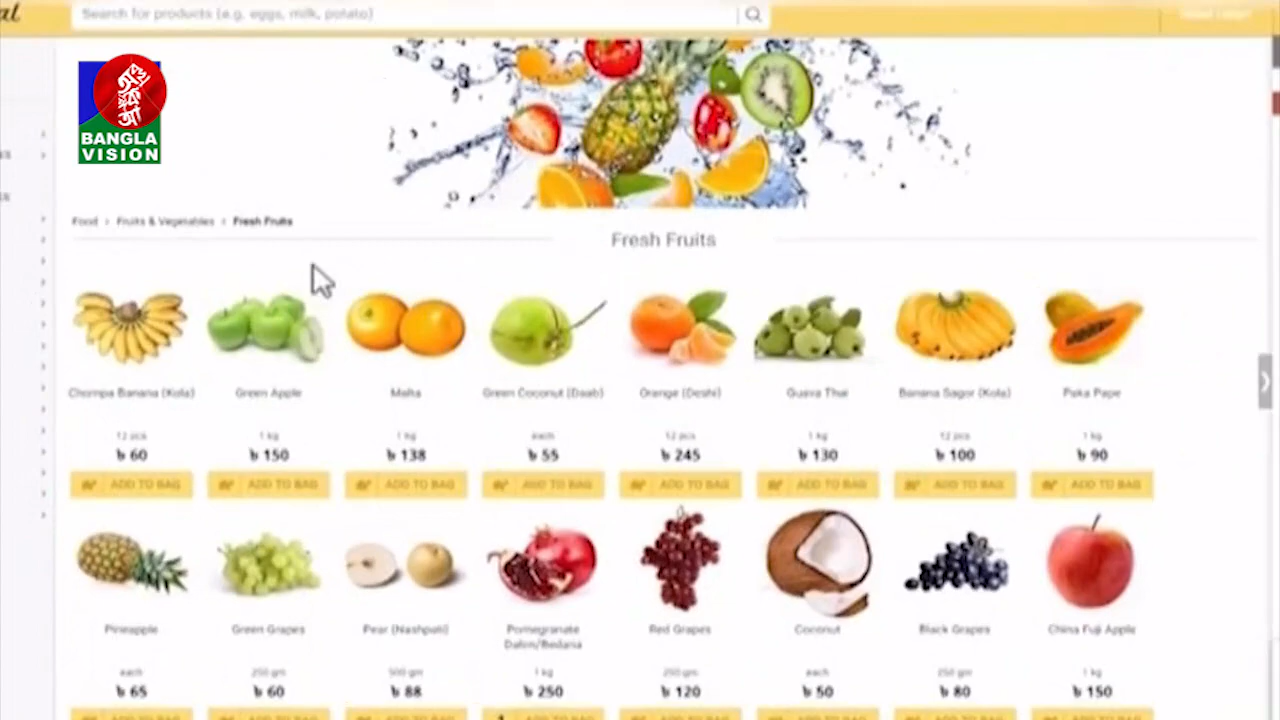 Search for products (e.g. eggs, milk, potato)
BANGLA
VISION
Food > Fruits & Vegetables > Fresh Fruits
Fresh Fruits
Chompa Banana (Kola) Green Apple Malta Green Coconut (Daab) Orange (Deshi) Guava Thai Banana Sagor (Kola) Paka Pape
12 pcs 1 kg 1 kg each 12 pcs 1 kg 12 pcs 1 kg
৳ 60 ৳ 150 ৳ 138 ৳ 55 ৳ 245 ৳ 130 ৳ 100 ৳ 90
ADD TO BAG ADD TO BAG ADD TO BAG ADD TO BAG ADD TO BAG ADD TO BAG ADD TO BAG ADD TO BAG
Pineapple Green Grapes Pear (Nashpati) Pomegranate Red Grapes Coconut Black Grapes China Fuji Apple
Dalim/Bedana
each 250 gm 500 gm 1 kg 250 gm each 250 gm 1 kg
৳ 65 ৳ 60 ৳ 88 ৳ 250 ৳ 120 ৳ 50 ৳ 80 ৳ 150